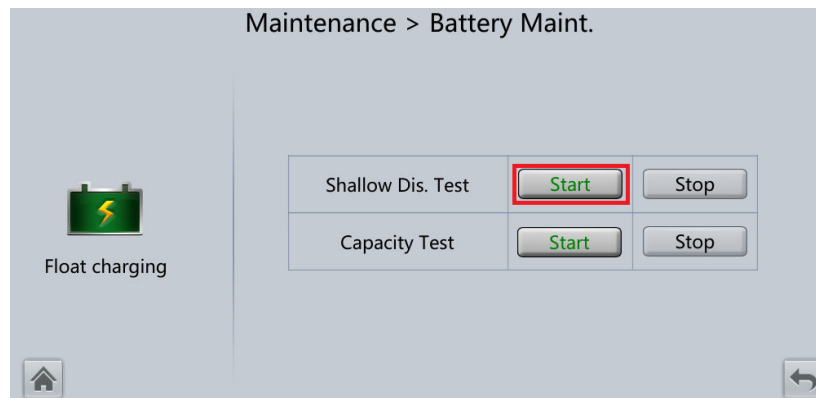 Maintenance > Battery Maint.
Shallow Dis. Test Start Stop
Capacity Test Start Stop
Float charging